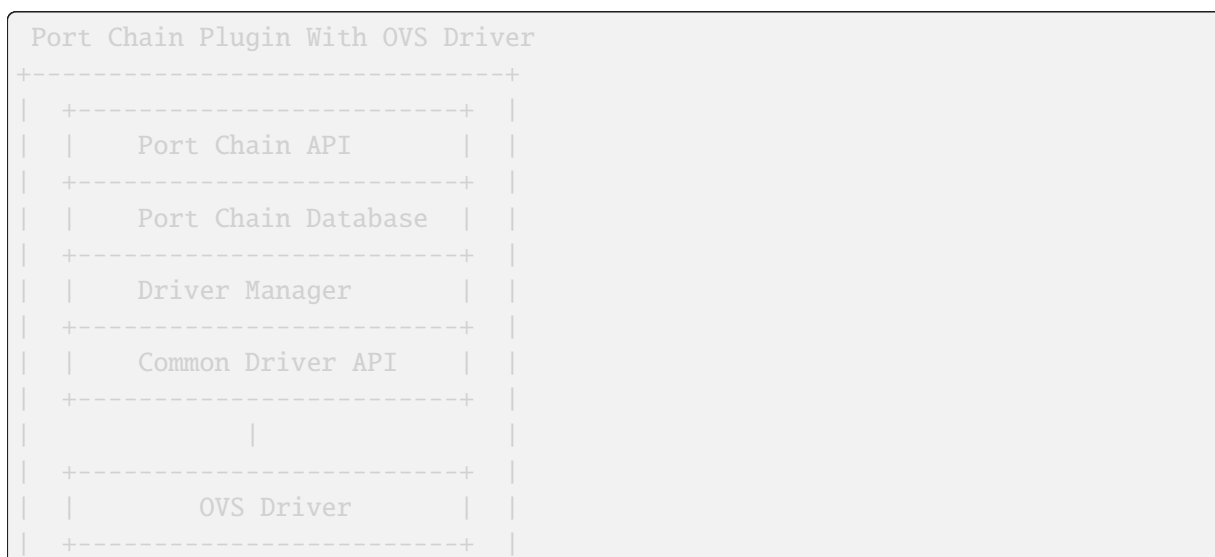 Port Chain Plugin With OVS Driver
+-------------------------------+
|  +-------------------------+  |
|  |    Port Chain API       |  |
|  +-------------------------+  |
|  |    Port Chain Database  |  |
|  +-------------------------+  |
|  |    Driver Manager       |  |
|  +-------------------------+  |
|  |    Common Driver API    |  |
|  +-------------------------+  |
|              |                |
|  +-------------------------+  |
|  |        OVS Driver       |  |
|  +-------------------------+  |